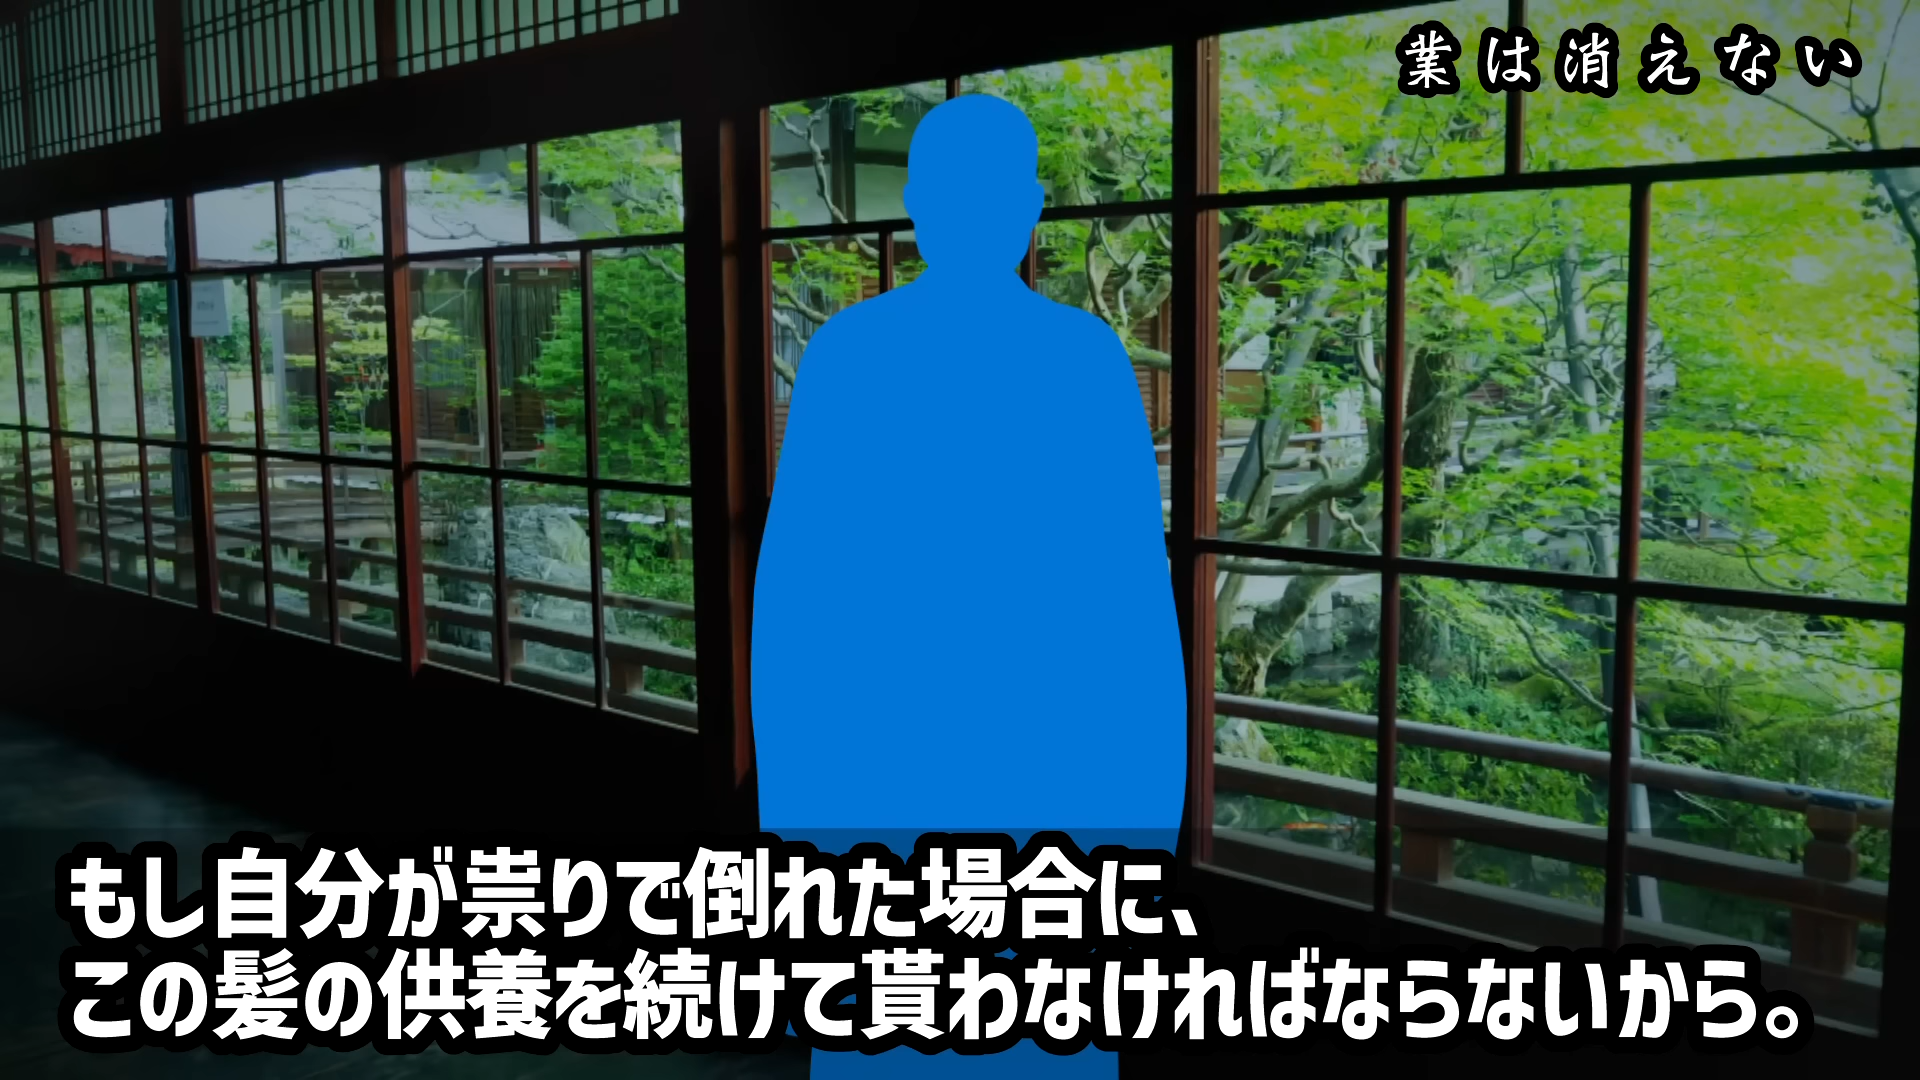 業は消えない
もし自分が祟りで倒れた場合に、
この髪の供養を続けて貰わなければならないから。